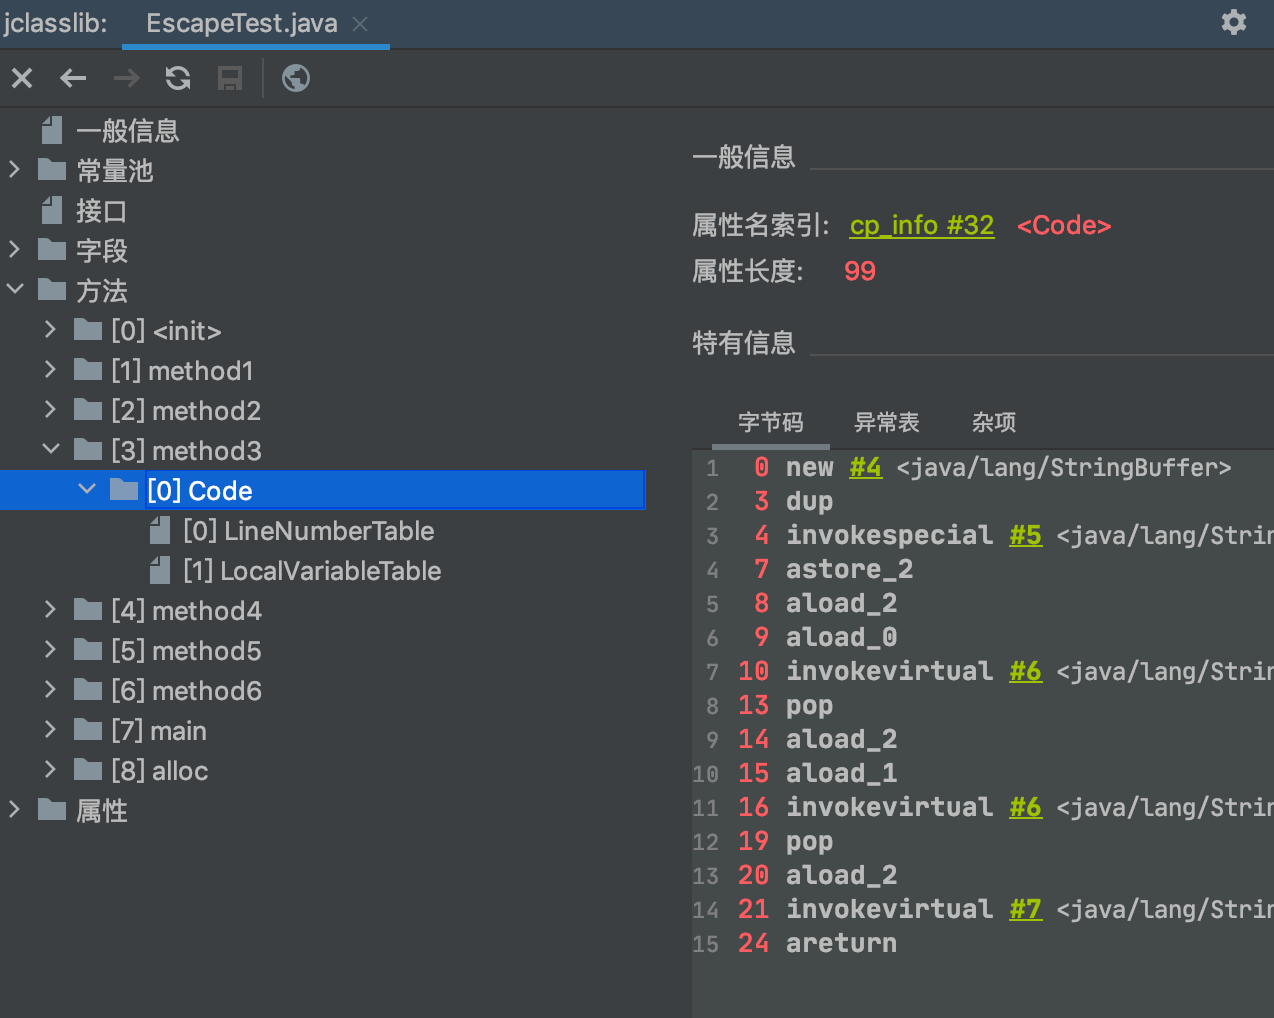 jclasslib: EscapeTest.java
一般信息
常量池
接口
字段
方法
[0] <init>
[1] method1
[2] method2
[3] method3
[0] Code
[0] LineNumberTable
[1] LocalVariableTable
[4] method4
[5] method5
[6] method6
[7] main
[8] alloc
属性
一般信息
属性名索引: cp_info #32 <Code>
属性长度: 99
特有信息
字节码 异常表 杂项
1 0 new #4 <java/lang/StringBuffer>
2 3 dup
3 4 invokespecial #5 <java/lang/Strin
4 7 astore_2
5 8 aload_2
6 9 aload_0
7 10 invokevirtual #6 <java/lang/Strin
8 13 pop
9 14 aload_2
10 15 aload_1
11 16 invokevirtual #6 <java/lang/Strin
12 19 pop
13 20 aload_2
14 21 invokevirtual #7 <java/lang/Strin
15 24 areturn